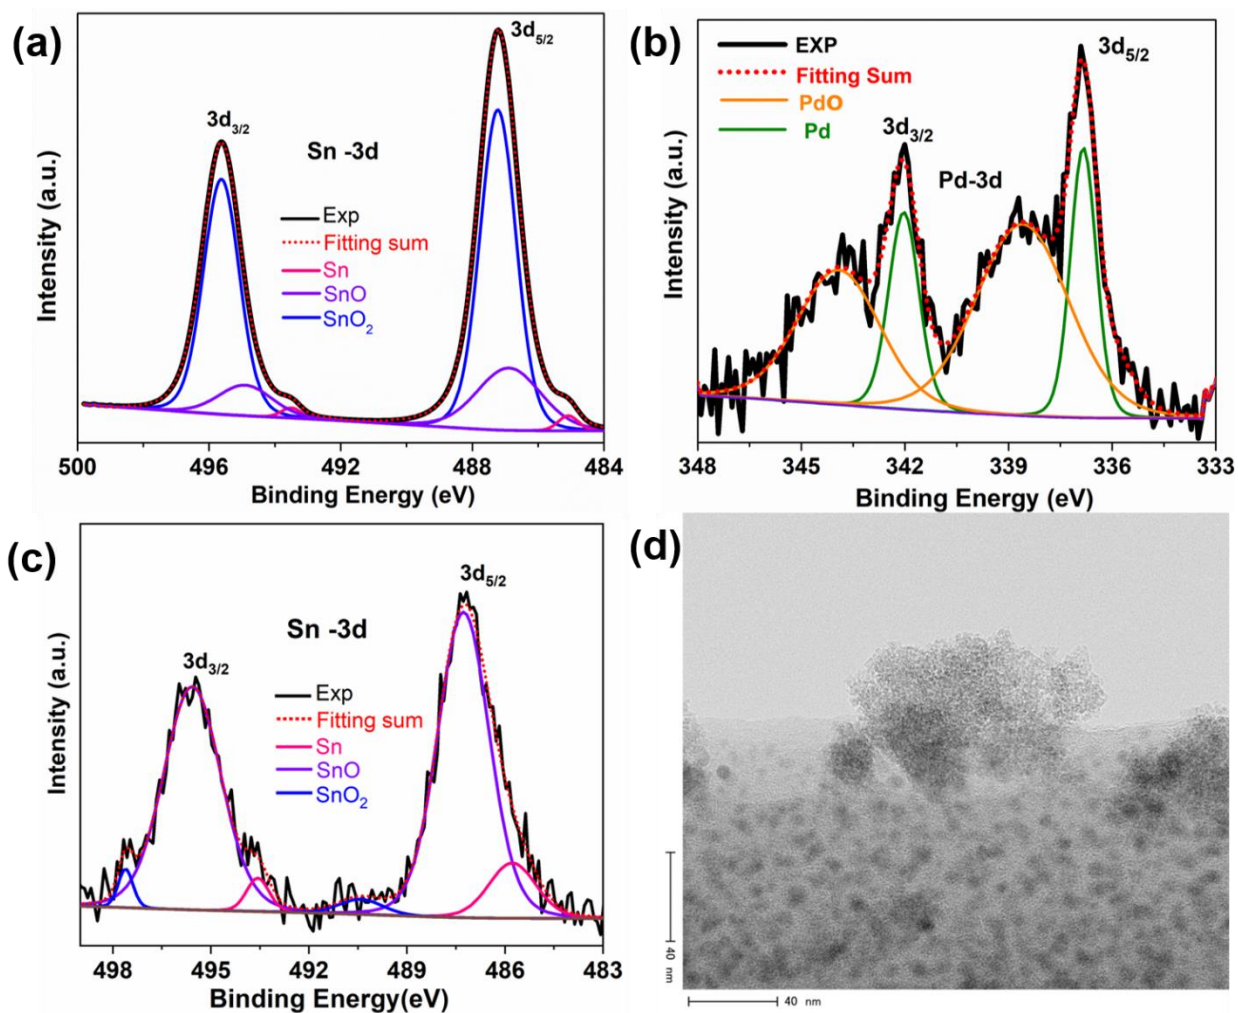 (a)
3d5/2
3d3/2
Sn -3d
Exp
Fitting sum
Sn
SnO
SnO2
Intensity (a.u.)
500 496 492 488 484
Binding Energy (eV)
(b)
EXP
Fitting Sum
PdO
Pd
3d5/2
3d3/2
Pd-3d
Intensity (a.u.)
348 345 342 339 336 333
Binding Energy (eV)
(c)
3d5/2
Sn -3d
3d3/2
Exp
Fitting sum
Sn
SnO
SnO2
Intensity (a.u.)
498 495 492 489 486 483
Binding Energy(eV)
(d)
40 nm
40 nm